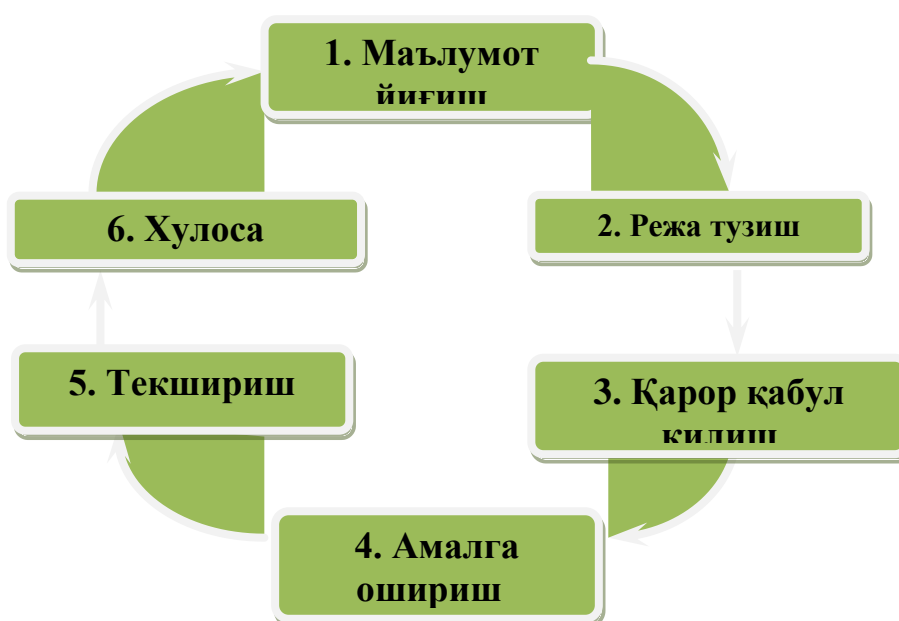 1. Маълумот
йиғиш
2. Режа тузиш
3. Қарор қабул
қилиш
4. Амалга
ошириш
5. Текшириш
6. Хулоса